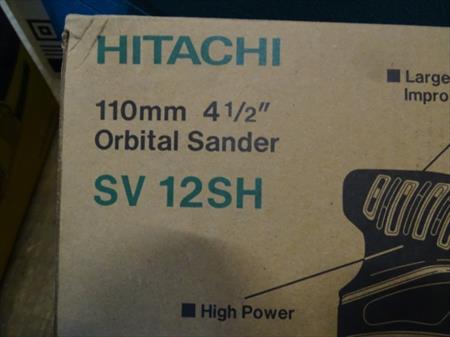 HITACHI
110mm 4 1/2"
Orbital Sander
SV 12SH
Large
Impro
High Power